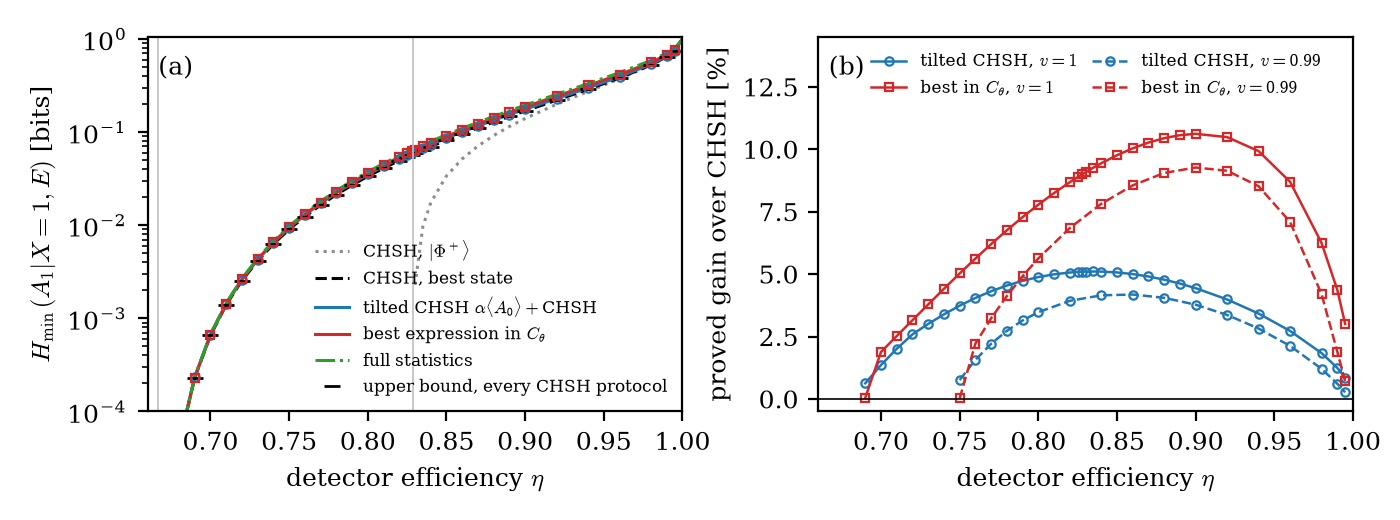 (a)
10⁰
10⁻¹
10⁻²
10⁻³
10⁻⁴
H_min (A₁|X = 1, E) [bits]
CHSH, |Φ⁺⟩
CHSH, best state
tilted CHSH α⟨A₀⟩ + CHSH
best expression in C_θ
full statistics
upper bound, every CHSH protocol
0.70 0.75 0.80 0.85 0.90 0.95 1.00
detector efficiency η
(b)
tilted CHSH, v = 1
best in C_θ, v = 1
tilted CHSH, v = 0.99
best in C_θ, v = 0.99
12.5
10.0
7.5
5.0
2.5
0.0
proved gain over CHSH [%]
0.70 0.75 0.80 0.85 0.90 0.95 1.00
detector efficiency η